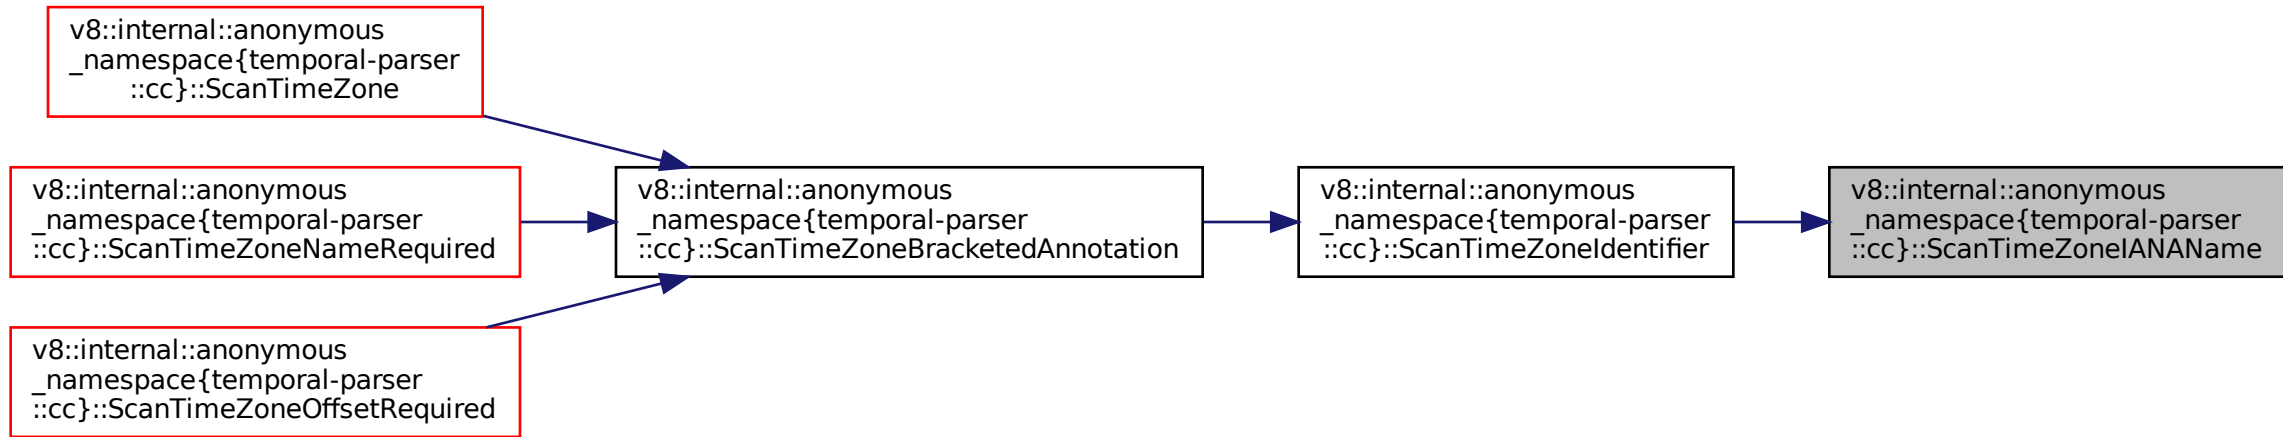 v8::internal::anonymous
_namespace{temporal-parser
::cc}::ScanTimeZone
v8::internal::anonymous
_namespace{temporal-parser
::cc}::ScanTimeZoneNameRequired
v8::internal::anonymous
_namespace{temporal-parser
::cc}::ScanTimeZoneOffsetRequired
v8::internal::anonymous
_namespace{temporal-parser
::cc}::ScanTimeZoneBracketedAnnotation
v8::internal::anonymous
_namespace{temporal-parser
::cc}::ScanTimeZoneIdentifier
v8::internal::anonymous
_namespace{temporal-parser
::cc}::ScanTimeZoneIANAName